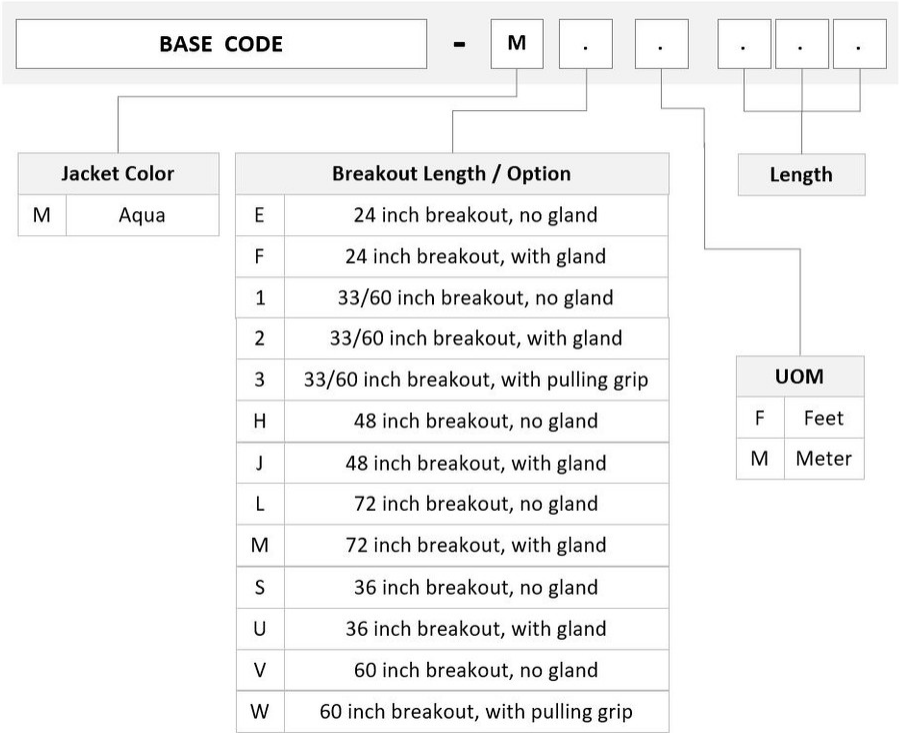 BASE CODE - M . . . . .
Jacket Color
M Aqua
Breakout Length / Option
E 24 inch breakout, no gland
F 24 inch breakout, with gland
1 33/60 inch breakout, no gland
2 33/60 inch breakout, with gland
3 33/60 inch breakout, with pulling grip
H 48 inch breakout, no gland
J 48 inch breakout, with gland
L 72 inch breakout, no gland
M 72 inch breakout, with gland
S 36 inch breakout, no gland
U 36 inch breakout, with gland
V 60 inch breakout, no gland
W 60 inch breakout, with pulling grip
Length
UOM
F Feet
M Meter